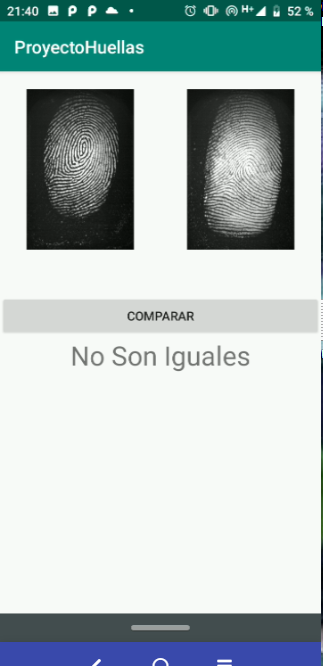 21:40 H+ 52 %
ProyectoHuellas
COMPARAR
No Son Iguales